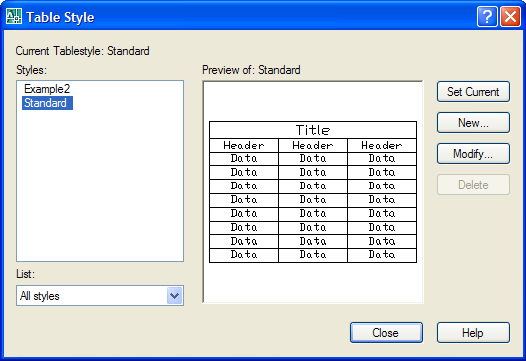 Table Style
Current Tablestyle: Standard
Styles:
Example2
Standard
List:
All styles
Preview of: Standard
Title
Header Header Header
Data Data Data
Data Data Data
Data Data Data
Data Data Data
Data Data Data
Data Data Data
Data Data Data
Data Data Data
Set Current
New...
Modify...
Delete
Close
Help